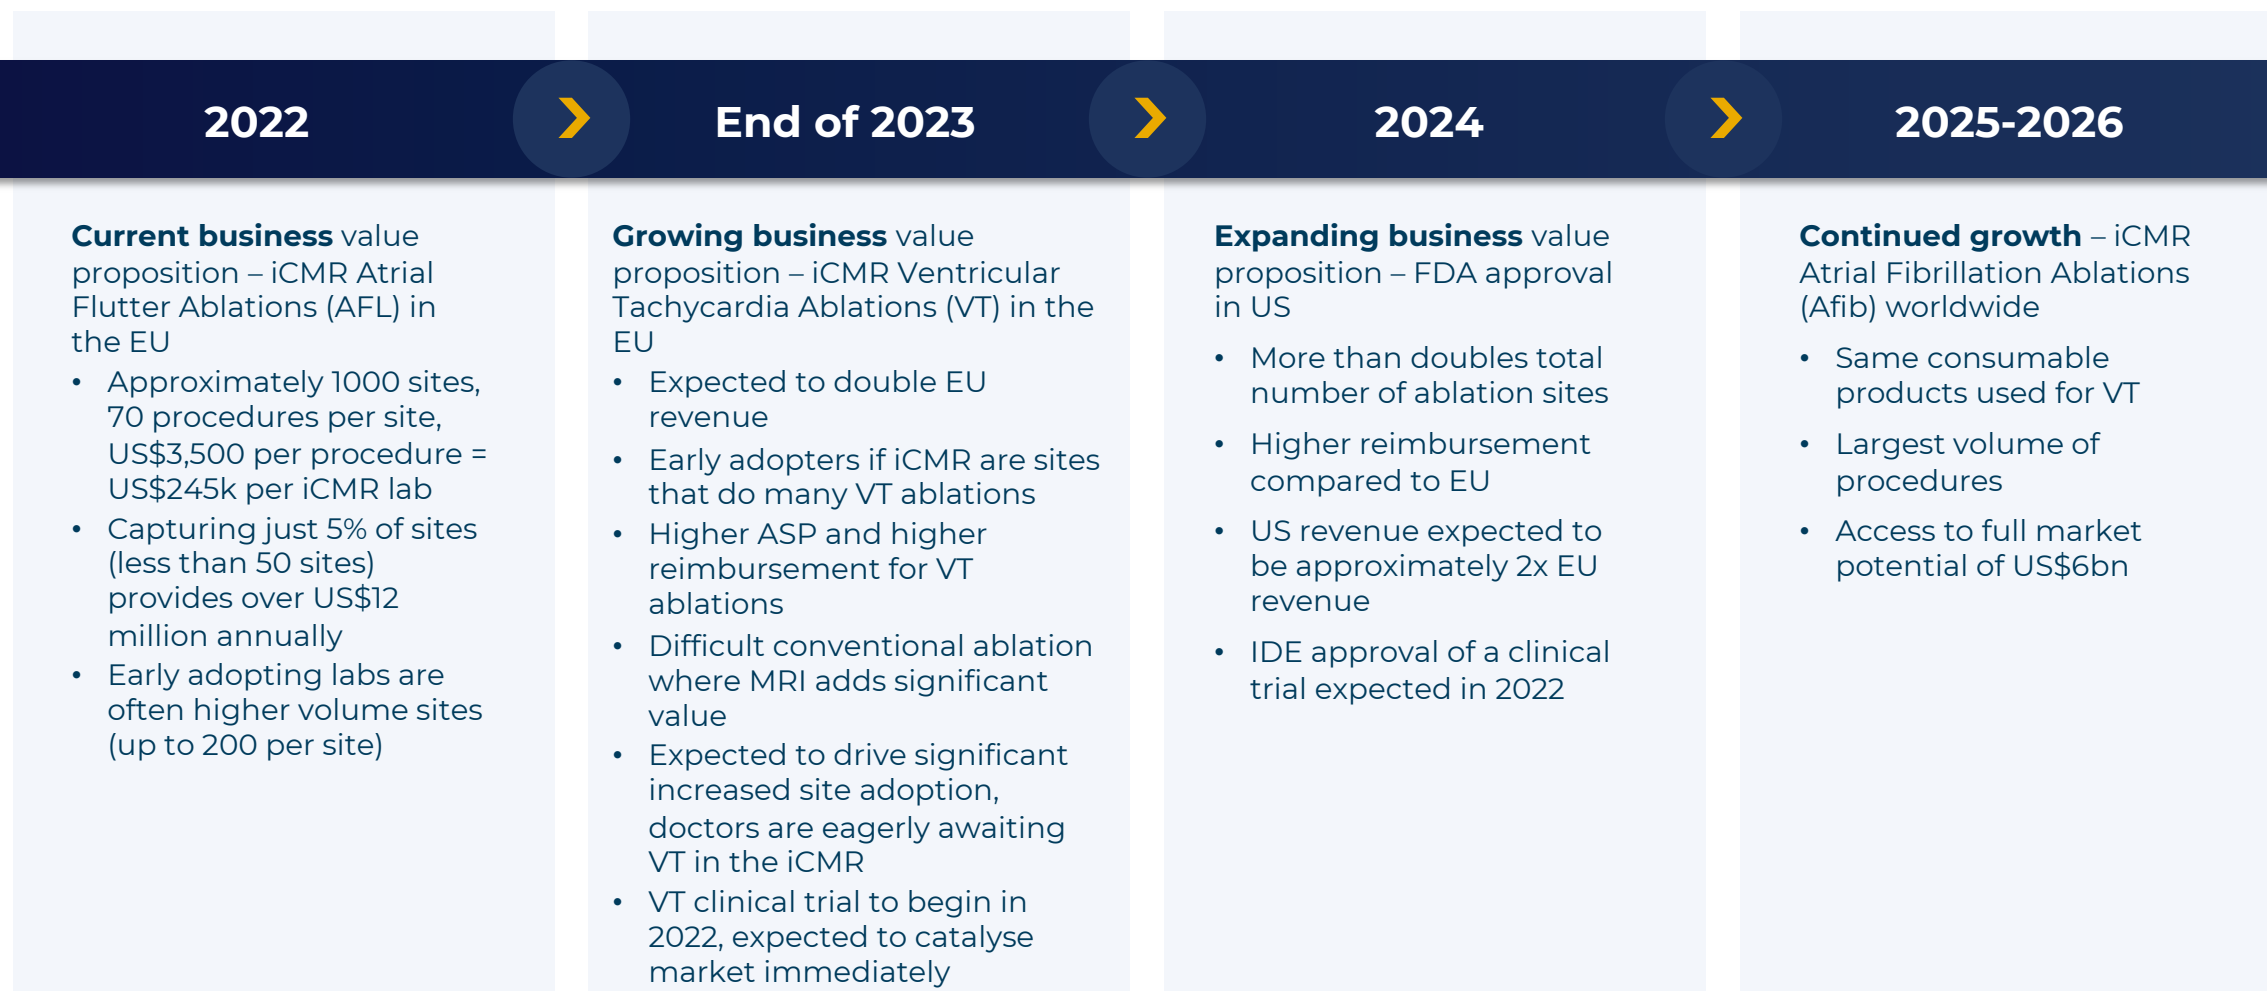 2022
End of 2023
2024
2025-2026
Current business value
proposition – iCMR Atrial
Flutter Ablations (AFL) in
the EU
• Approximately 1000 sites,
70 procedures per site,
US$3,500 per procedure =
US$245k per iCMR lab
• Capturing just 5% of sites
(less than 50 sites)
provides over US$12
million annually
• Early adopting labs are
often higher volume sites
(up to 200 per site)
Growing business value
proposition – iCMR Ventricular
Tachycardia Ablations (VT) in the
EU
• Expected to double EU
revenue
• Early adopters if iCMR are sites
that do many VT ablations
• Higher ASP and higher
reimbursement for VT
ablations
• Difficult conventional ablation
where MRI adds significant
value
• Expected to drive significant
increased site adoption,
doctors are eagerly awaiting
VT in the iCMR
• VT clinical trial to begin in
2022, expected to catalyse
market immediately
Expanding business value
proposition – FDA approval
in US
• More than doubles total
number of ablation sites
• Higher reimbursement
compared to EU
• US revenue expected to
be approximately 2x EU
revenue
• IDE approval of a clinical
trial expected in 2022
Continued growth – iCMR
Atrial Fibrillation Ablations
(Afib) worldwide
• Same consumable
products used for VT
• Largest volume of
procedures
• Access to full market
potential of US$6bn